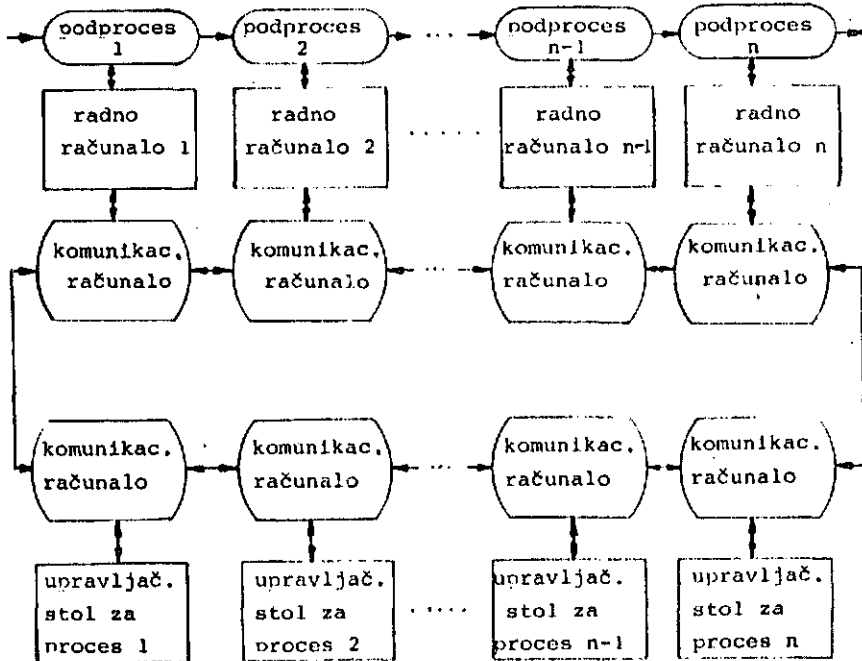 podproces
1
podproces
2
...
podproces
n-1
podproces
n
radno
računalo 1
radno
računalo 2
......
radno
računalo n-1
radno
računalo n
komunikac.
računalo
komunikac.
računalo
...
komunikac.
računalo
komunikac.
računalo
komunikac.
računalo
komunikac.
računalo
...
komunikac.
računalo
komunikac.
računalo
upravljač.
stol za
proces 1
upravljač.
stol za
proces 2
.....
upravljač.
stol za
proces n-1
upravljač.
stol za
proces n